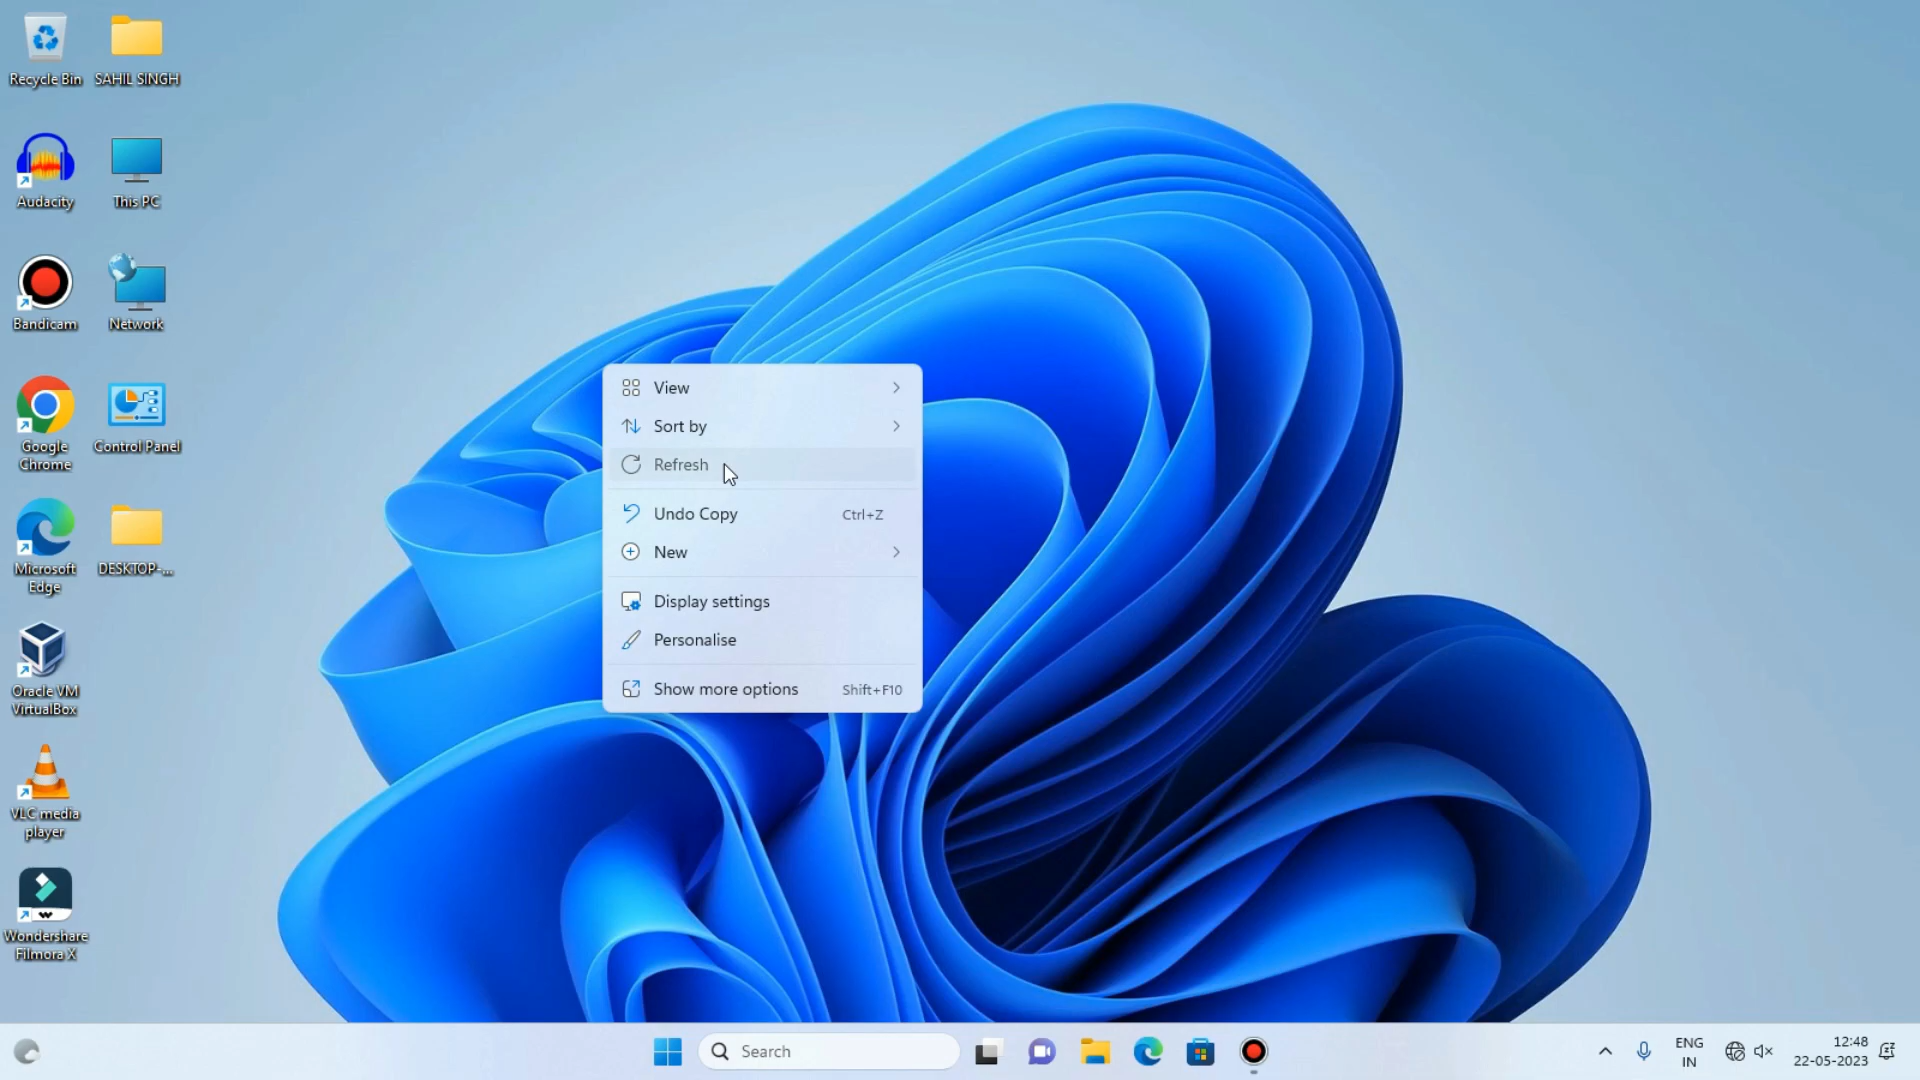 Recycle Bin
SAHIL SINGH
Audacity
This PC
Bandicam
Network
Google
Chrome
Control Panel
Microsoft
Edge
DESKTOP-...
Oracle VM
VirtualBox
VLC media
player
Wondershare
Filmora X
View
Sort by
Refresh
Undo Copy Ctrl+Z
New
Display settings
Personalise
Show more options Shift+F10
Search
ENG
IN
12:48
22-05-2023